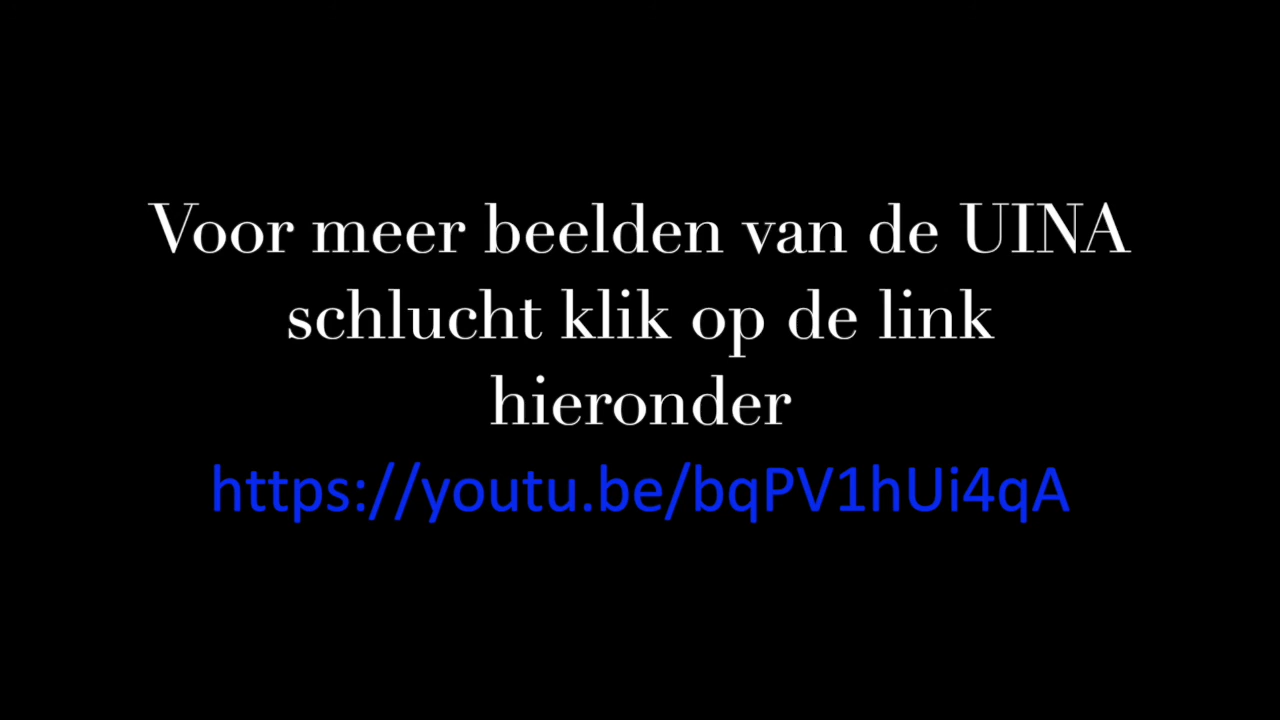 Voor meer beelden van de UINA
schlucht klik op de link
hieronder
https://youtu.be/bqPV1hUi4qA